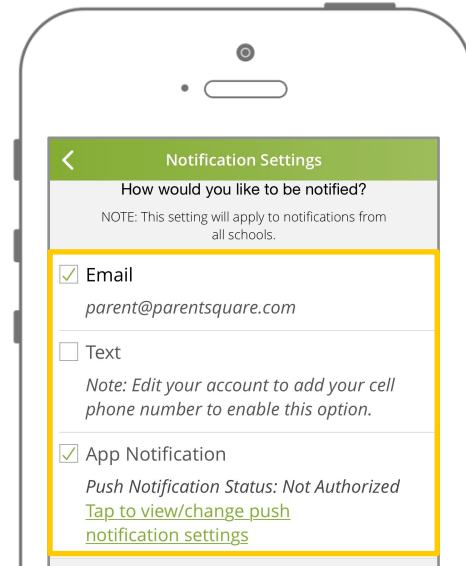 Notification Settings
How would you like to be notified?
NOTE: This setting will apply to notifications from
all schools.
Email
parent@parentsquare.com
Text
Note: Edit your account to add your cell
phone number to enable this option.
App Notification
Push Notification Status: Not Authorized
Tap to view/change push
notification settings